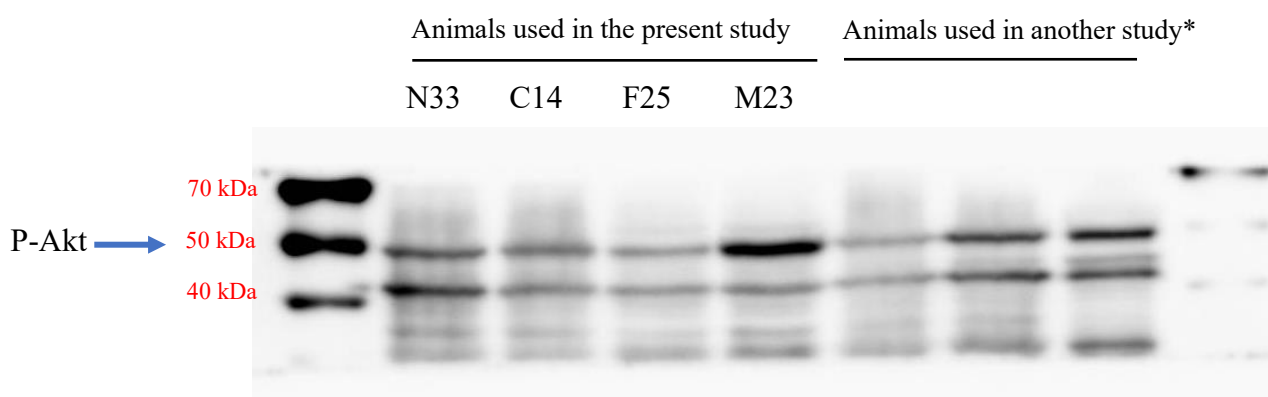 Animals used in the present study
Animals used in another study*
N33 C14 F25 M23
70 kDa
P-Akt
50 kDa
40 kDa